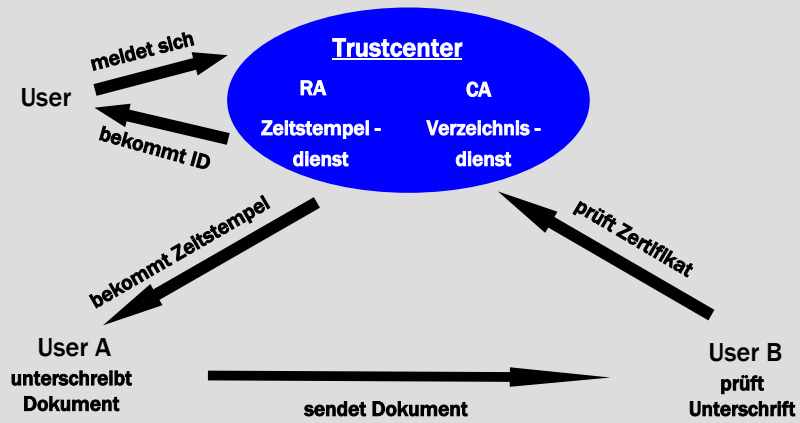 Trustcenter
RA
CA
Zeitstempel -
dienst
Verzeichnis -
dienst
meldet sich
User
bekommt ID
bekommt Zeitstempel
prüft Zertifikat
User A
unterschreibt
Dokument
sendet Dokument
User B
prüft
Unterschrift